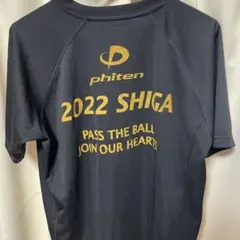 phiten
2022 SHIGA
PASS THE BALL
JOIN OUR HEARTS